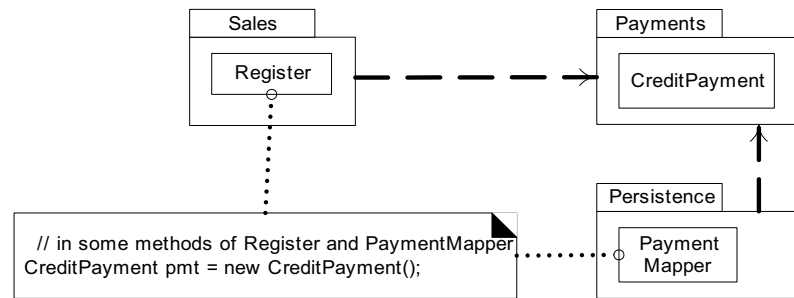 Sales
Payments
Register
CreditPayment
Persistence
// in some methods of Register and PaymentMapper
CreditPayment pmt = new CreditPayment();
Payment
Mapper